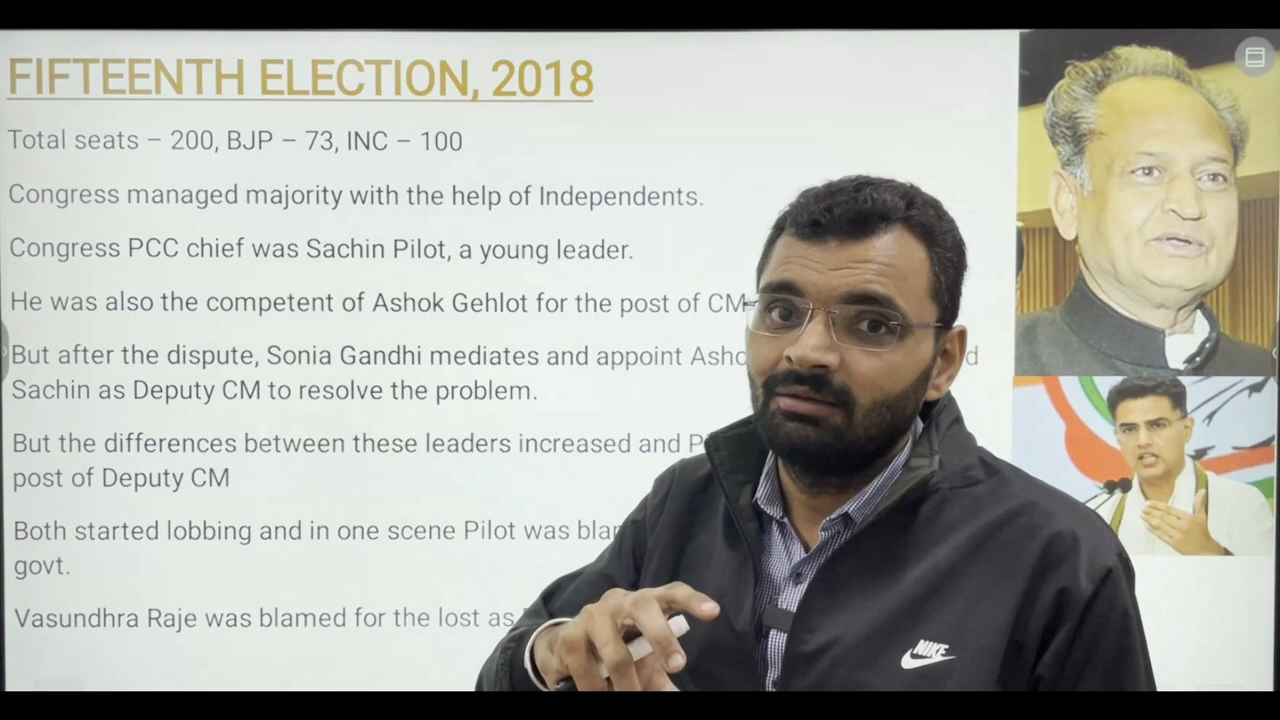 FIFTEENTH ELECTION, 2018
Total seats – 200, BJP – 73, INC – 100
Congress managed majority with the help of Independents.
Congress PCC chief was Sachin Pilot, a young leader.
He was also the competent of Ashok Gehlot for the post of CM
But after the dispute, Sonia Gandhi mediates and appoint
Sachin as Deputy CM to resolve the problem.
But the differences between these leaders increased and
post of Deputy CM
Both started lobbing and in one scene Pilot was
govt.
Vasundhra Raje was blamed for the lost as
NIKE